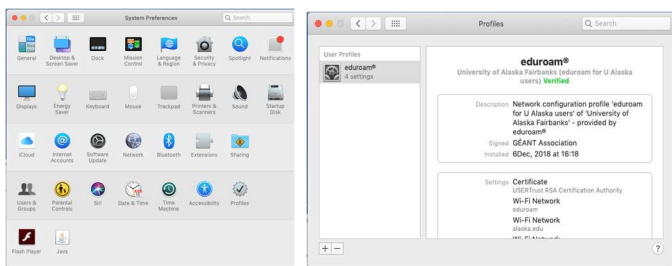 System Preferences
Search
General
Desktop &
Screen Saver
Dock
Mission
Control
Language
& Region
Security
& Privacy
Spotlight
Notifications
Displays
Energy
Saver
Keyboard
Mouse
Trackpad
Printers &
Scanners
Sound
Startup
Disk
iCloud
Internet
Accounts
Software
Update
Network
Bluetooth
Extensions
Sharing
Users &
Groups
Parental
Controls
Siri
Date & Time
Time
Machine
Accessibility
Profiles
Flash Player
Java
Profiles
Search
User Profiles
eduroam®
4 settings
eduroam®
University of Alaska Fairbanks (eduroam for U Alaska
users) Verified
Description Network configuration profile 'eduroam
for U Alaska users' of 'University of
Alaska Fairbanks' - provided by
eduroam®
Signed GÉANT Association
Installed 6Dec, 2018 at 16:18
Settings Certificate
USERTrust RSA Certification Authority
Wi-Fi Network
eduroam
Wi-Fi Network
alaska.edu
Wi-Fi Network
+ −
?